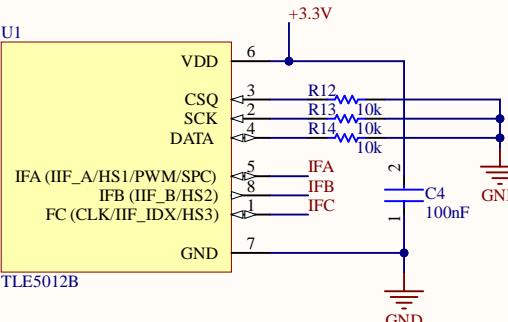 +3.3V
U1
VDD 6
CSQ 3 R12 10k
SCK 2 R13 10k
DATA 4 R14 10k
IFA (IIF_A/HS1/PWM/SPC) 5 IFA
IFB (IIF_B/HS2) 8 IFB
FC (CLK/IIF_IDX/HS3) 1 IFC
GND 7
2
C4
100nF
1
TLE5012B
GND